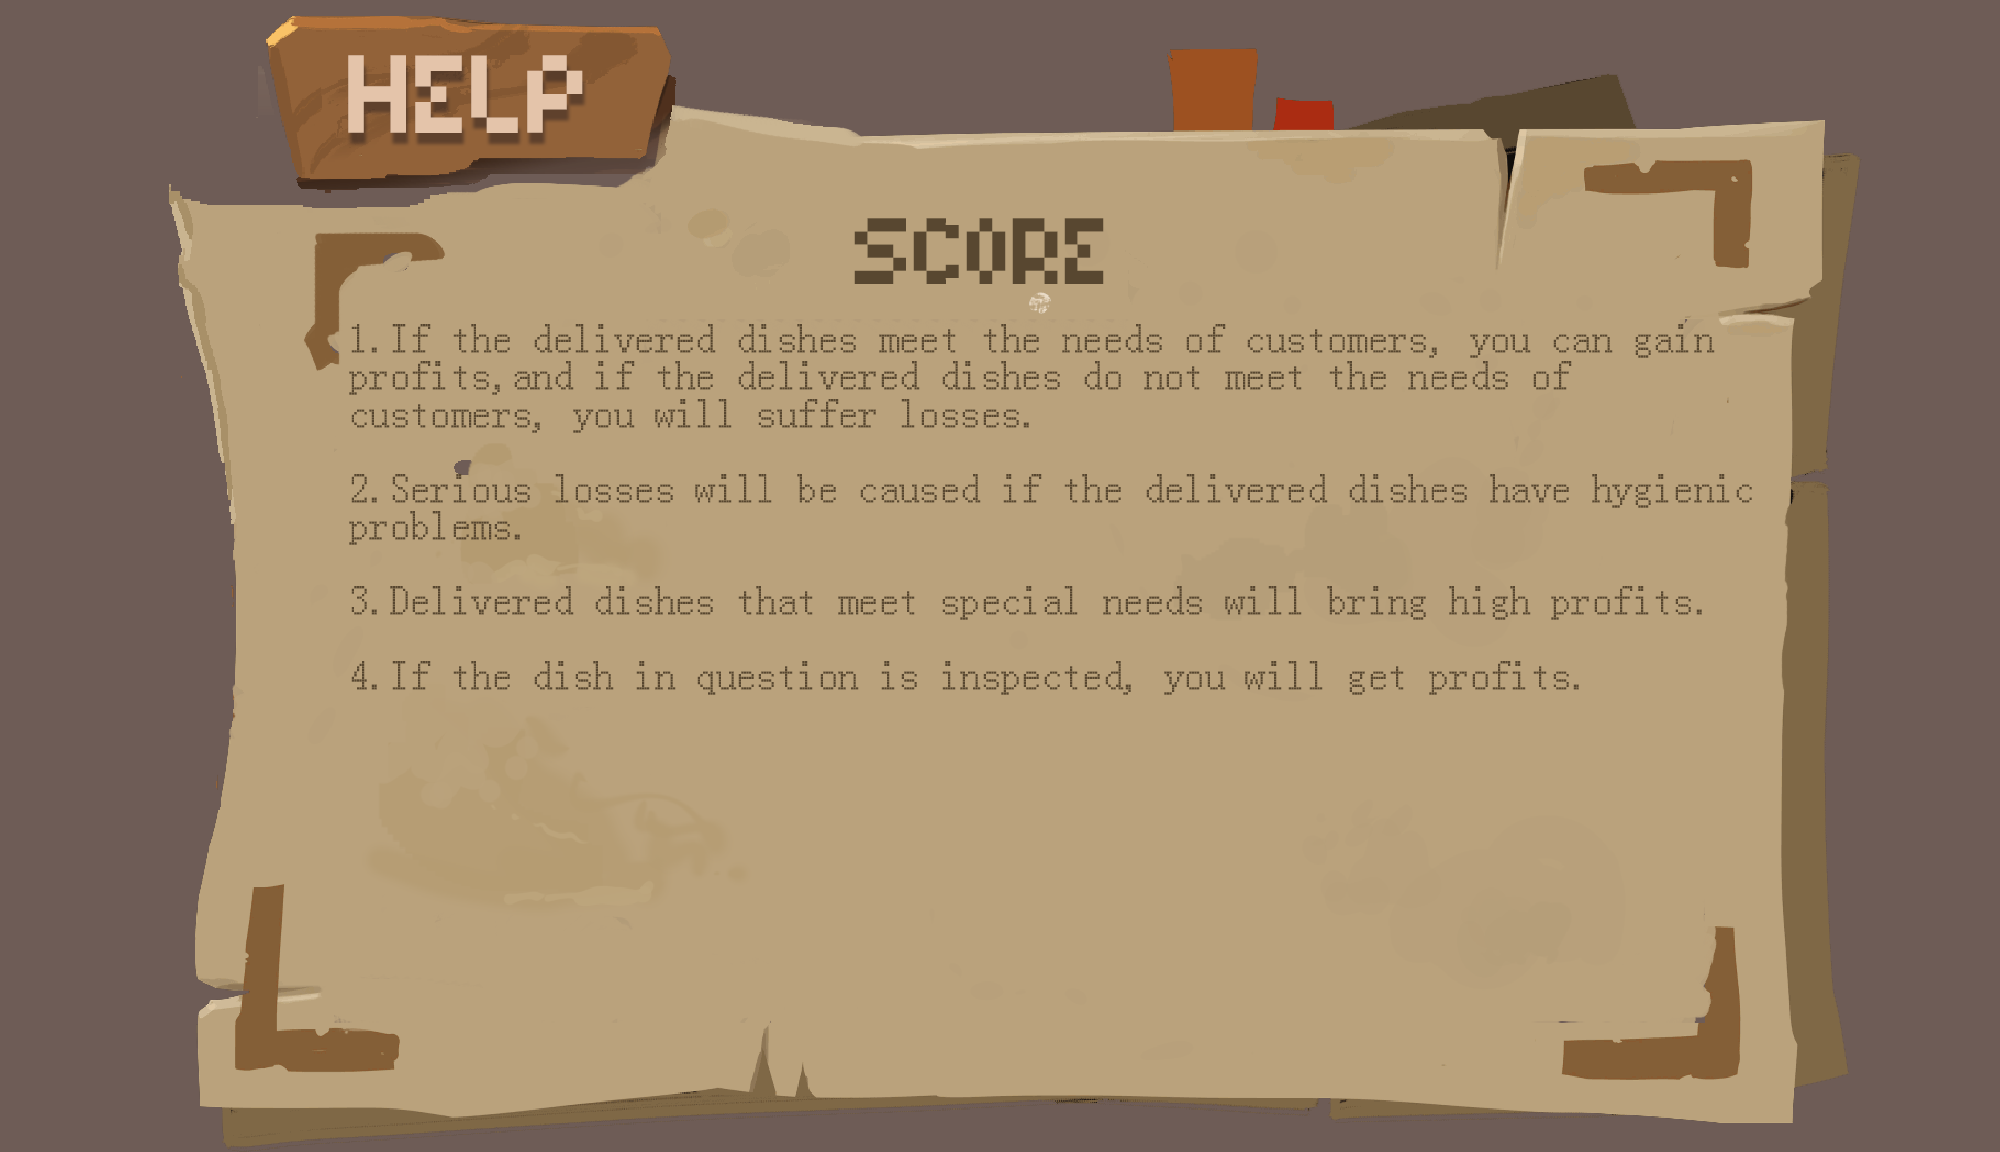 HELP
SCORE
1.If the delivered dishes meet the needs of customers, you can gain
profits,and if the delivered dishes do not meet the needs of
customers, you will suffer losses.
2.Serious losses will be caused if the delivered dishes have hygienic
problems.
3.Delivered dishes that meet special needs will bring high profits.
4.If the dish in question is inspected, you will get profits.